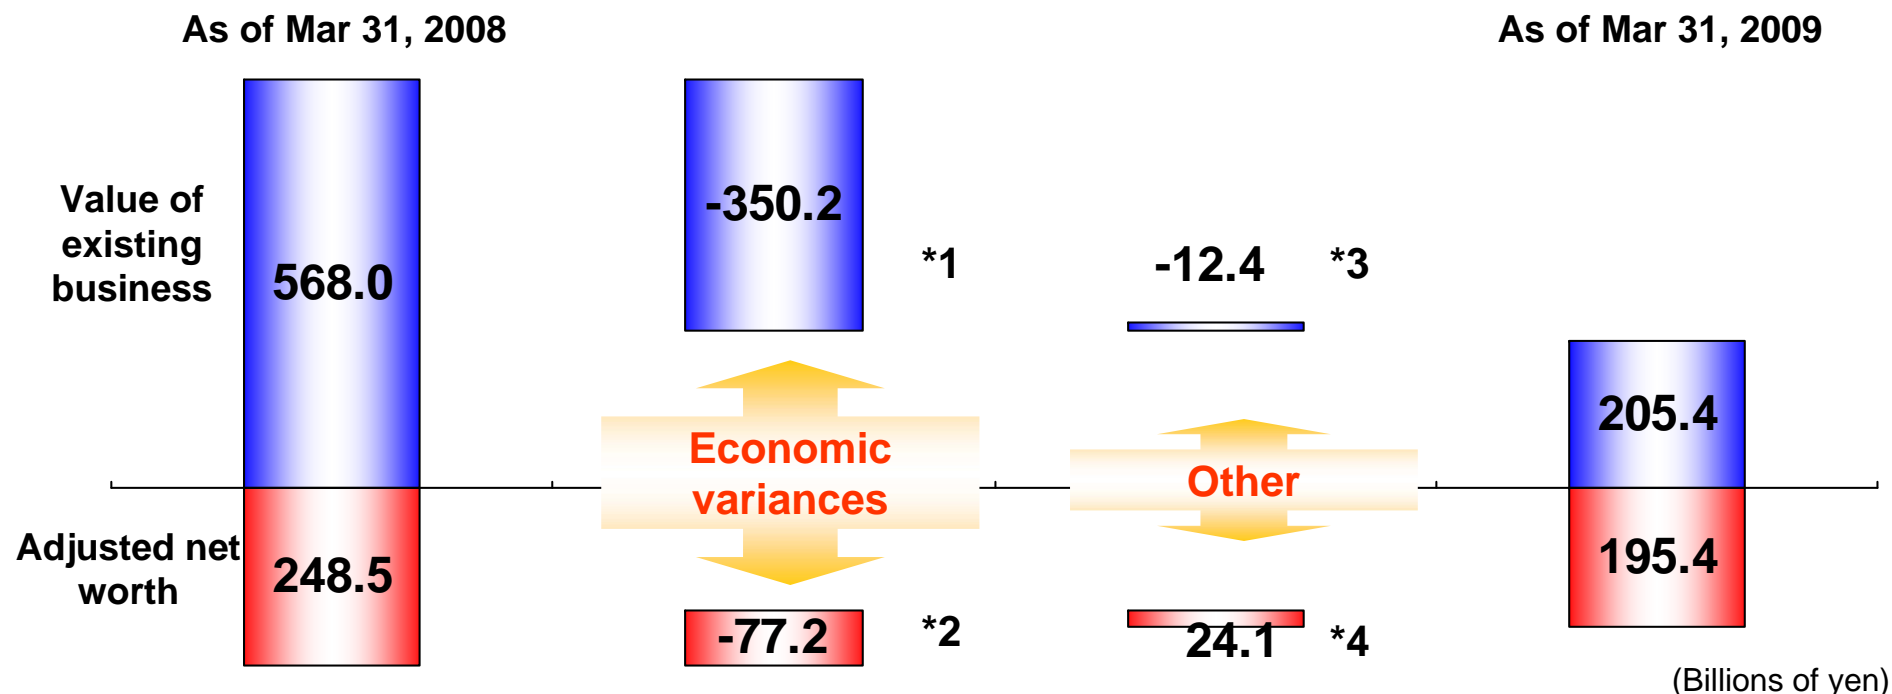 As of Mar 31, 2008
As of Mar 31, 2009
Value of
existing
business
568.0
-350.2
*1
-12.4
*3
205.4
Economic
variances
Other
Adjusted net
worth
248.5
-77.2
*2
24.1
*4
195.4
(Billions of yen)